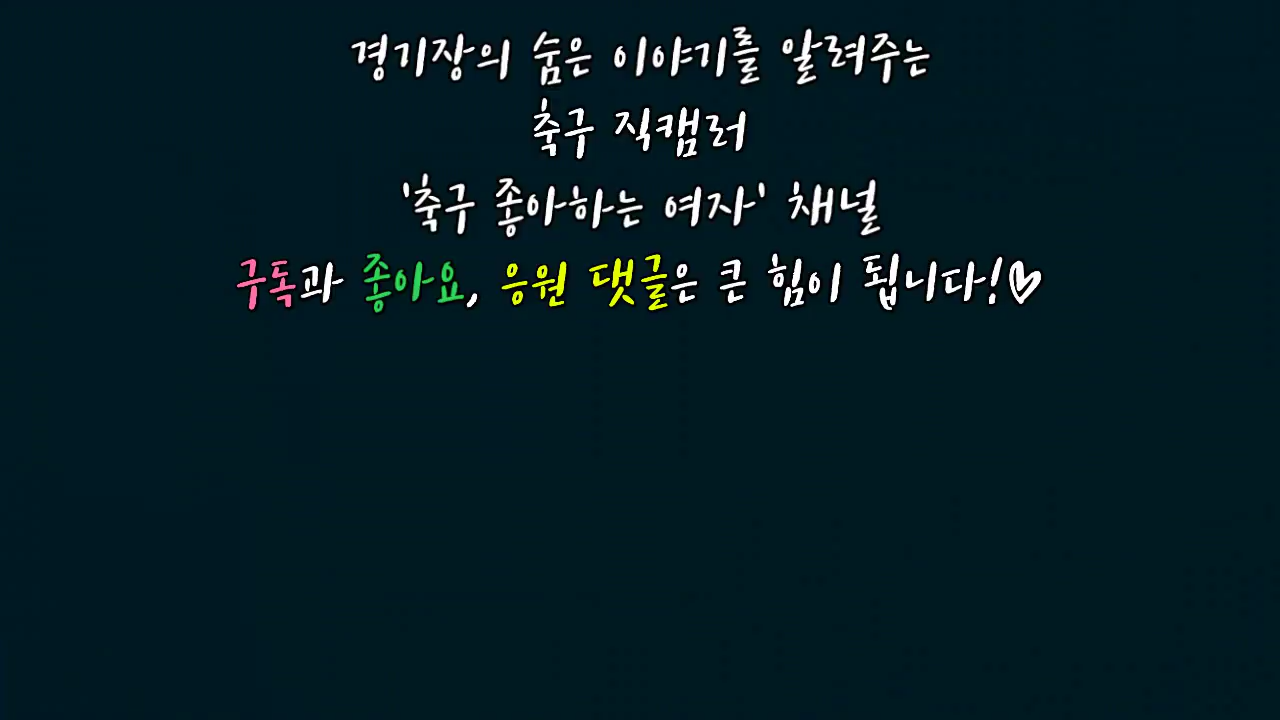 경기장의 숨은 이야기를 알려주는
축구 직캠러
'축구 좋아하는 여자' 채널
구독과 좋아요, 응원 댓글은 큰 힘이 됩니다!♡